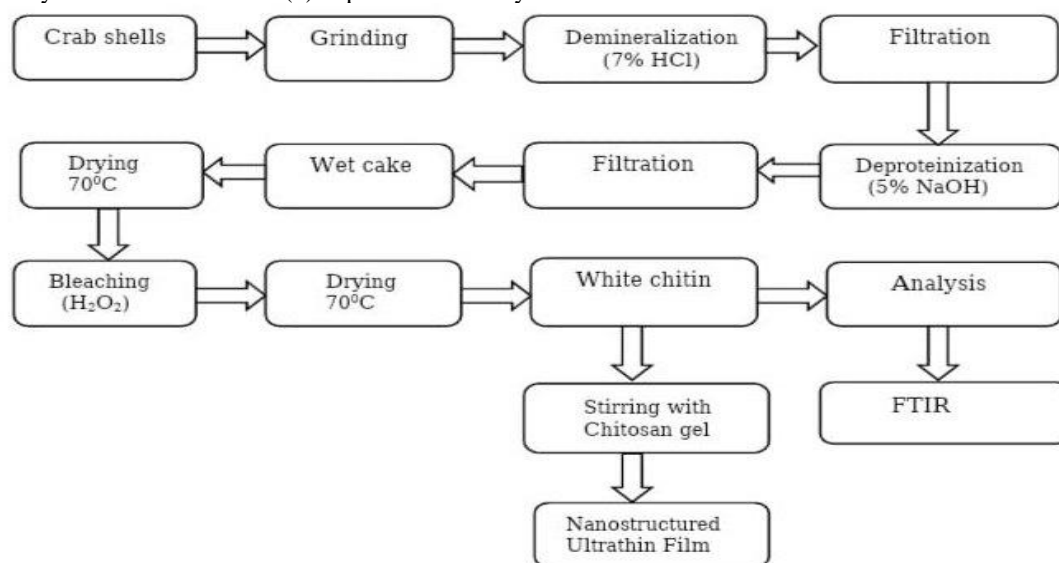 Crab shells
Grinding
Demineralization
(7% HCl)
Filtration
Drying
70⁰C
Wet cake
Filtration
Deproteinization
(5% NaOH)
Bleaching
(H₂O₂)
Drying
70⁰C
White chitin
Analysis
Stirring with
Chitosan gel
FTIR
Nanostructured
Ultrathin Film